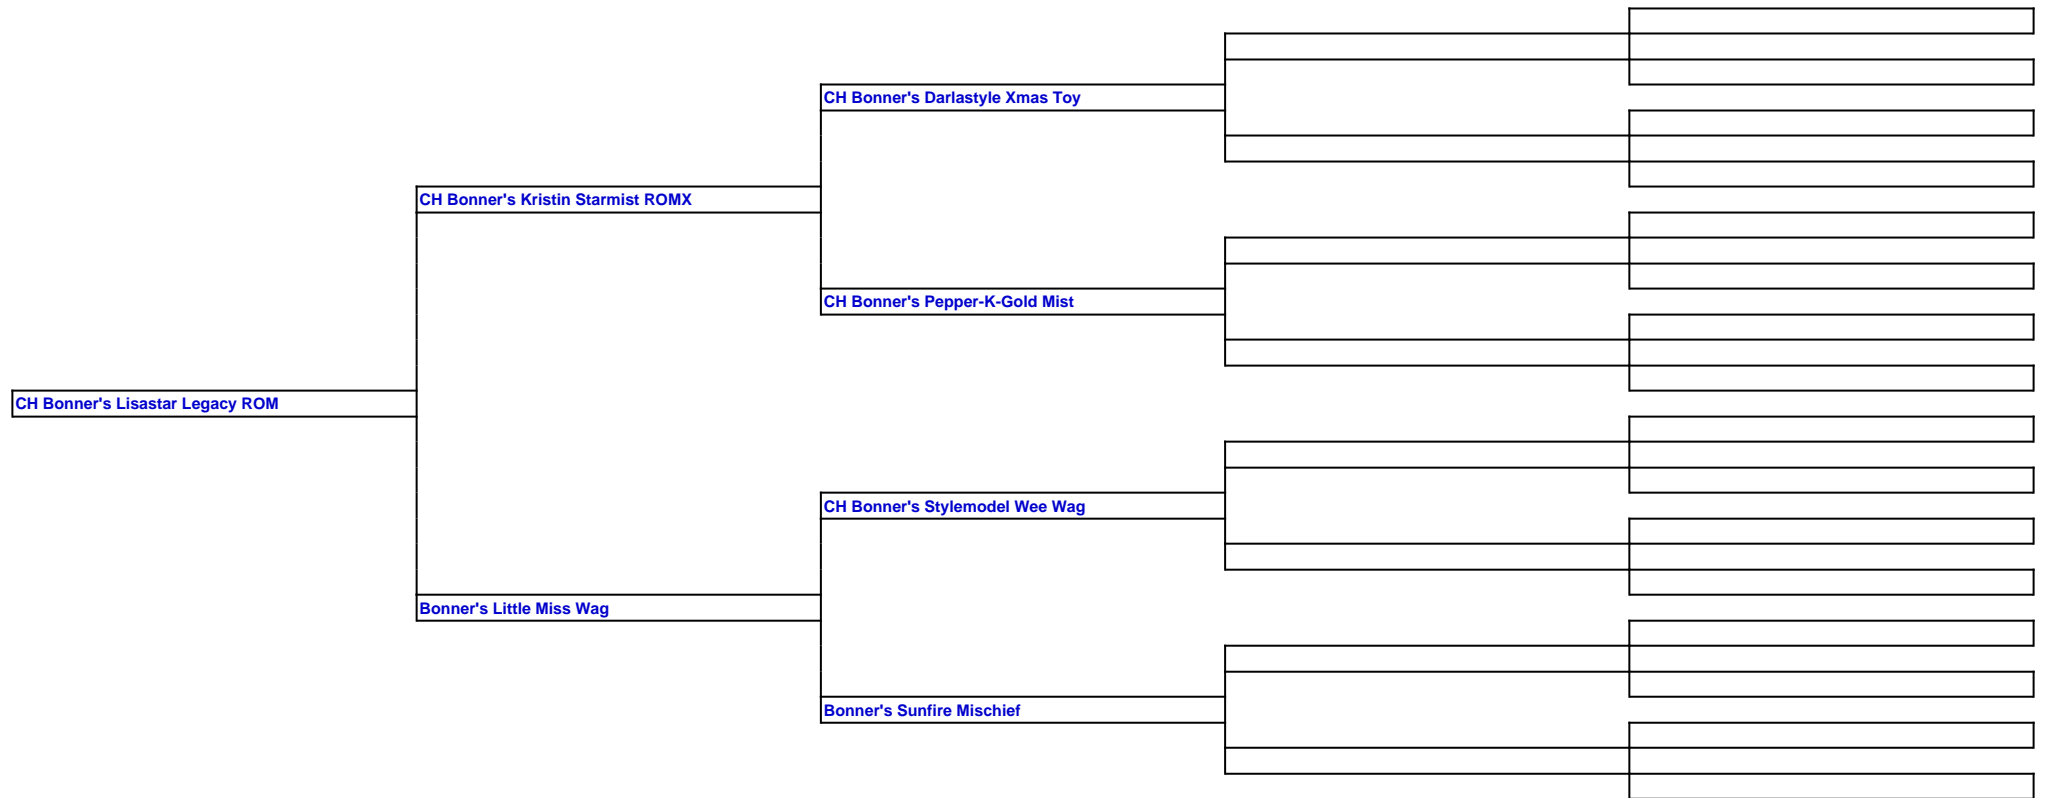 CH Bonner's Darlastyle Xmas Toy
CH Bonner's Kristin Starmist ROMX
CH Bonner's Pepper-K-Gold Mist
CH Bonner's Lisastar Legacy ROM
CH Bonner's Stylemodel Wee Wag
Bonner's Little Miss Wag
Bonner's Sunfire Mischief